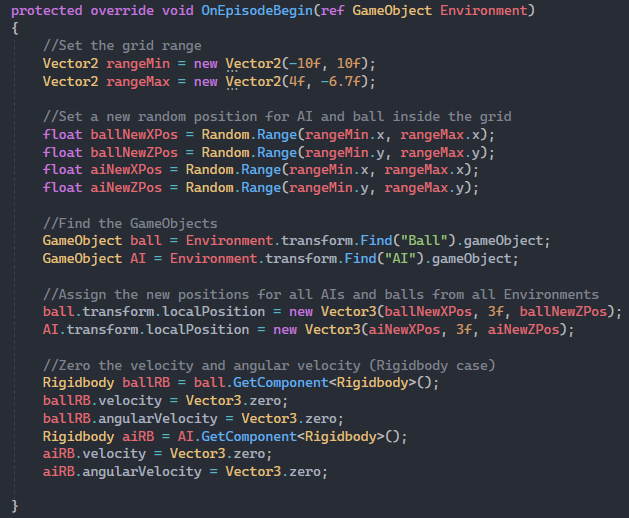 protected override void OnEpisodeBegin(ref GameObject Environment)
{
    //Set the grid range
    Vector2 rangeMin = new Vector2(-10f, 10f);
    Vector2 rangeMax = new Vector2(4f, -6.7f);

    //Set a new random position for AI and ball inside the grid
    float ballNewXPos = Random.Range(rangeMin.x, rangeMax.x);
    float ballNewZPos = Random.Range(rangeMin.y, rangeMax.y);
    float aiNewXPos = Random.Range(rangeMin.x, rangeMax.x);
    float aiNewZPos = Random.Range(rangeMin.y, rangeMax.y);

    //Find the GameObjects
    GameObject ball = Environment.transform.Find("Ball").gameObject;
    GameObject AI = Environment.transform.Find("AI").gameObject;

    //Assign the new positions for all AIs and balls from all Environments
    ball.transform.localPosition = new Vector3(ballNewXPos, 3f, ballNewZPos);
    AI.transform.localPosition = new Vector3(aiNewXPos, 3f, aiNewZPos);

    //Zero the velocity and angular velocity (Rigidbody case)
    Rigidbody ballRB = ball.GetComponent<Rigidbody>();
    ballRB.velocity = Vector3.zero;
    ballRB.angularVelocity = Vector3.zero;
    Rigidbody aiRB = AI.GetComponent<Rigidbody>();
    aiRB.velocity = Vector3.zero;
    aiRB.angularVelocity = Vector3.zero;

}